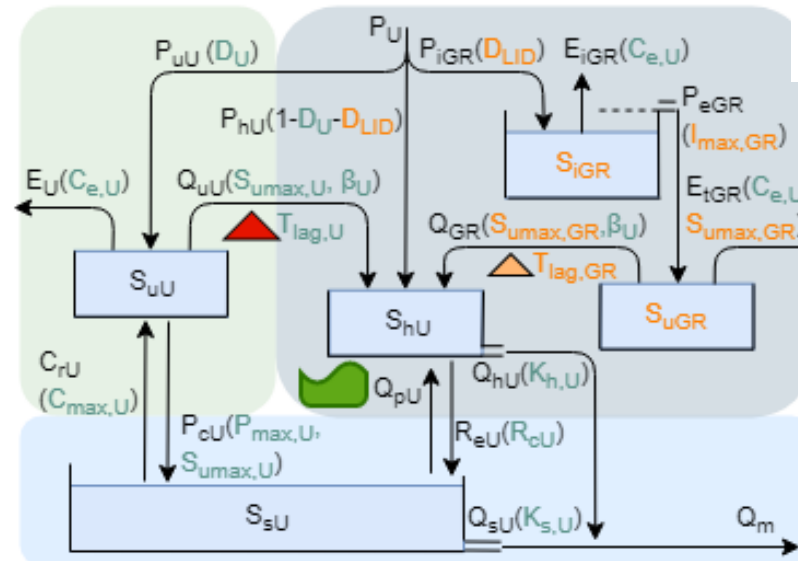 P_U
P_uU (D_U)
P_iGR(D_LID)
E_iGR(C_e,U)
P_hU(1-D_U-D_LID)
P_eGR
(I_max,GR)
S_iGR
E_U(C_e,U)
Q_uU(S_umax,U, β_U)
E_tGR(C_e,U
S_umax,GR)
T_lag,U
Q_GR(S_umax,GR,β_U)
T_lag,GR
S_uU
S_hU
S_uGR
C_rU
(C_max,U)
Q_pU
Q_hU(K_h,U)
P_cU(P_max,U,
S_umax,U)
R_eU(R_cU)
S_sU
Q_sU(K_s,U)
Q_m